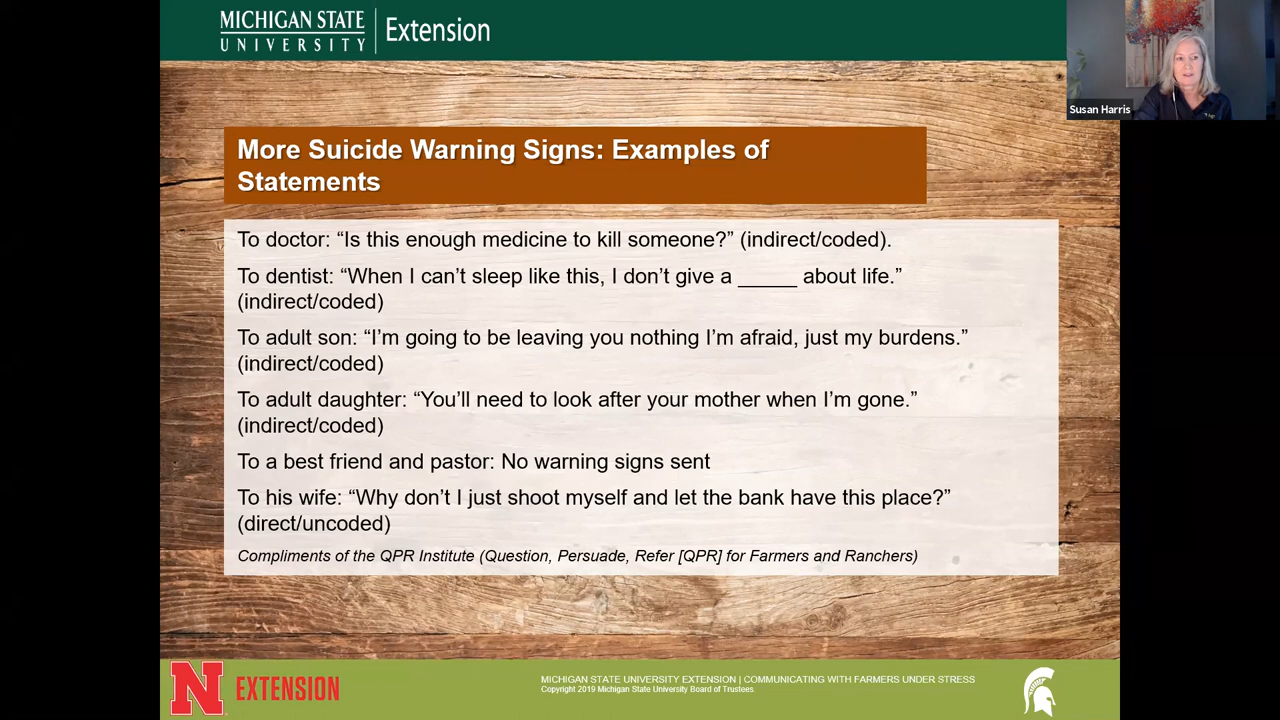 MICHIGAN STATE
UNIVERSITY
Extension
Susan Harris
More Suicide Warning Signs: Examples of
Statements
To doctor: “Is this enough medicine to kill someone?” (indirect/coded).
To dentist: “When I can’t sleep like this, I don’t give a _____ about life.”
(indirect/coded)
To adult son: “I’m going to be leaving you nothing I’m afraid, just my burdens.”
(indirect/coded)
To adult daughter: “You’ll need to look after your mother when I’m gone.”
(indirect/coded)
To a best friend and pastor: No warning signs sent
To his wife: “Why don’t I just shoot myself and let the bank have this place?”
(direct/uncoded)
Compliments of the QPR Institute (Question, Persuade, Refer [QPR] for Farmers and Ranchers)
N EXTENSION
MICHIGAN STATE UNIVERSITY EXTENSION | COMMUNICATING WITH FARMERS UNDER STRESS
Copyright 2019 Michigan State University Board of Trustees